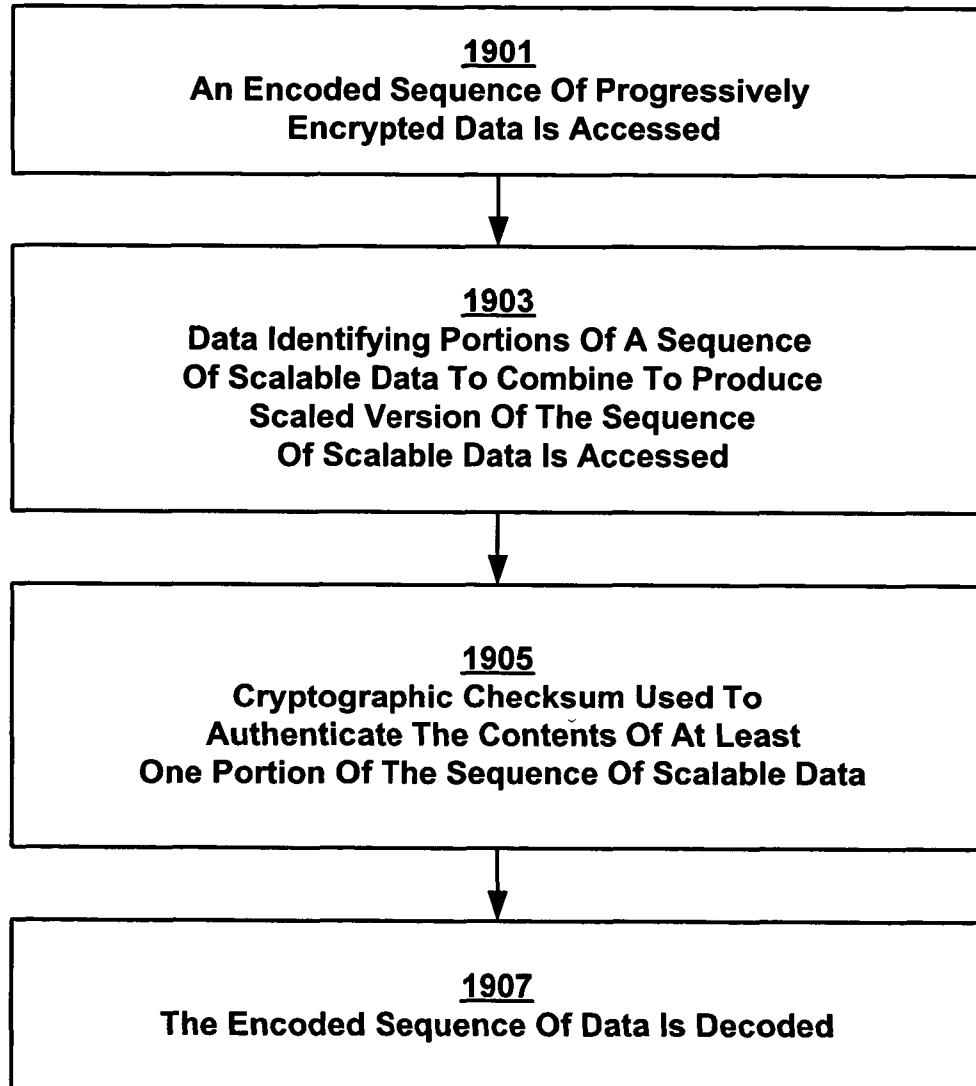 1901
An Encoded Sequence Of Progressively
Encrypted Data Is Accessed
1903
Data Identifying Portions Of A Sequence
Of Scalable Data To Combine To Produce
Scaled Version Of The Sequence
Of Scalable Data Is Accessed
1905
Cryptographic Checksum Used To
Authenticate The Contents Of At Least
One Portion Of The Sequence Of Scalable Data
1907
The Encoded Sequence Of Data Is Decoded